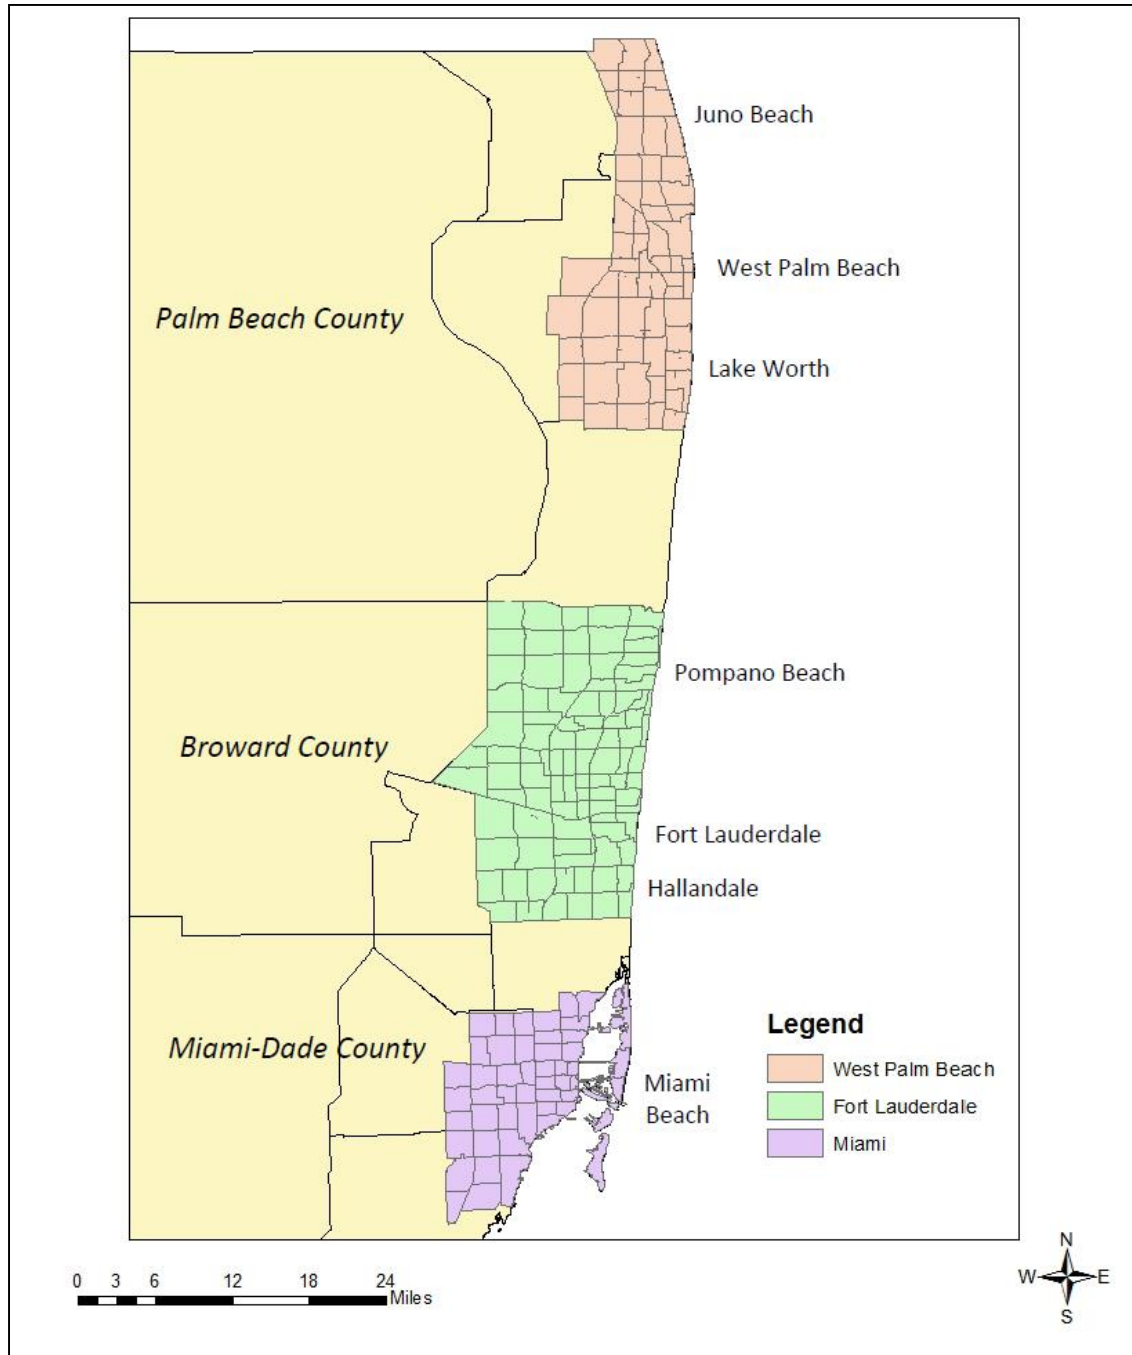 Juno Beach
West Palm Beach
Palm Beach County
Lake Worth
Pompano Beach
Broward County
Fort Lauderdale
Hallandale
Miami-Dade County
Miami
Beach
Legend
West Palm Beach
Fort Lauderdale
Miami
0 3 6 12 18 24
Miles
N
W E
S